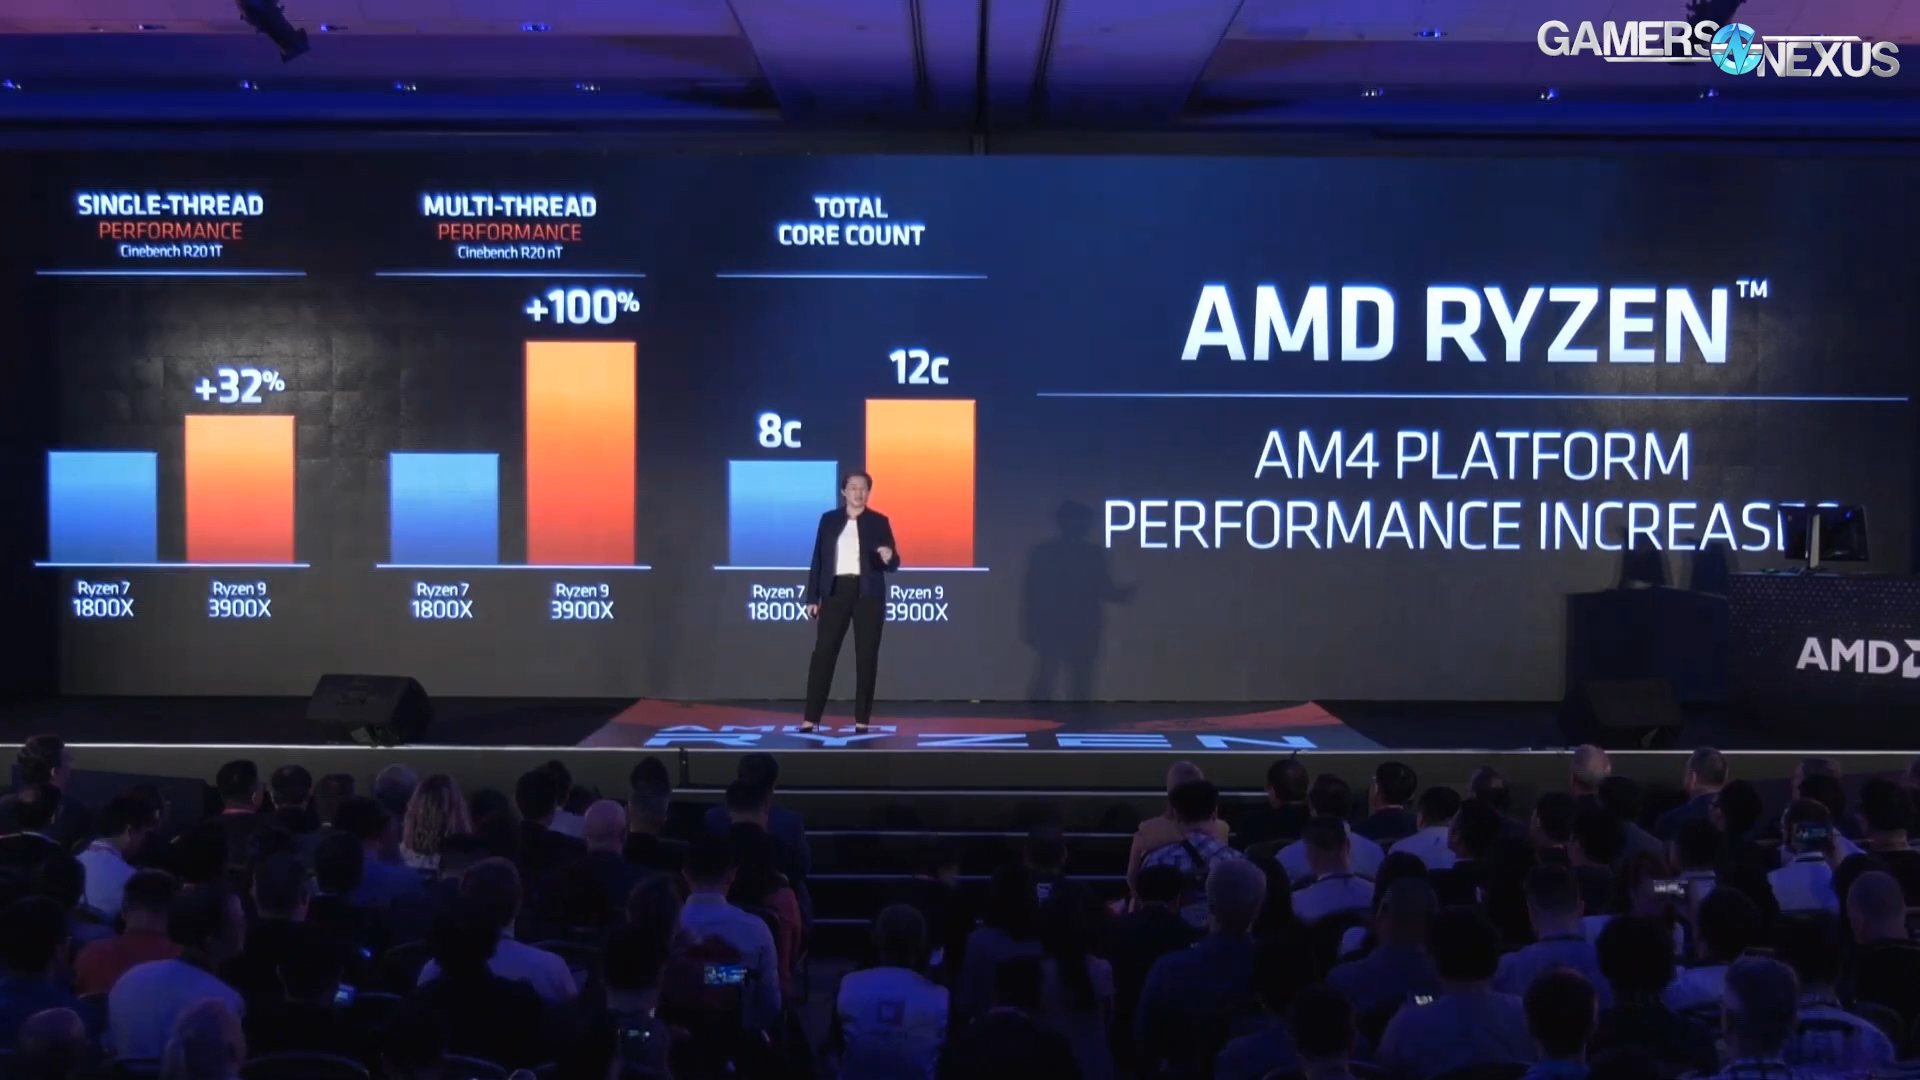 GAMERS NEXUS
SINGLE-THREAD
PERFORMANCE
Cinebench R20 1T
+32%
Ryzen 7
1800X
Ryzen 9
3900X
MULTI-THREAD
PERFORMANCE
Cinebench R20 nT
+100%
Ryzen 7
1800X
Ryzen 9
3900X
TOTAL
CORE COUNT
8c
12c
Ryzen 7
1800X
Ryzen 9
3900X
AMD RYZEN™
AM4 PLATFORM
PERFORMANCE INCREASES
AMD
AMD
RYZEN